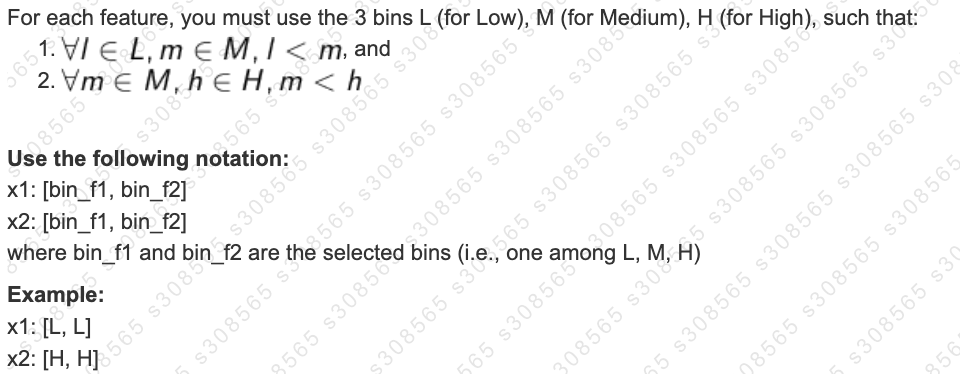 For each feature, you must use the 3 bins L (for Low), M (for Medium), H (for High), such that:
1. ∀l ∈ L, m ∈ M, l < m, and
2. ∀m ∈ M, h ∈ H, m < h
Use the following notation:
x1: [bin_f1, bin_f2]
x2: [bin_f1, bin_f2]
where bin_f1 and bin_f2 are the selected bins (i.e., one among L, M, H)
Example:
x1: [L, L]
x2: [H, H]
s308565